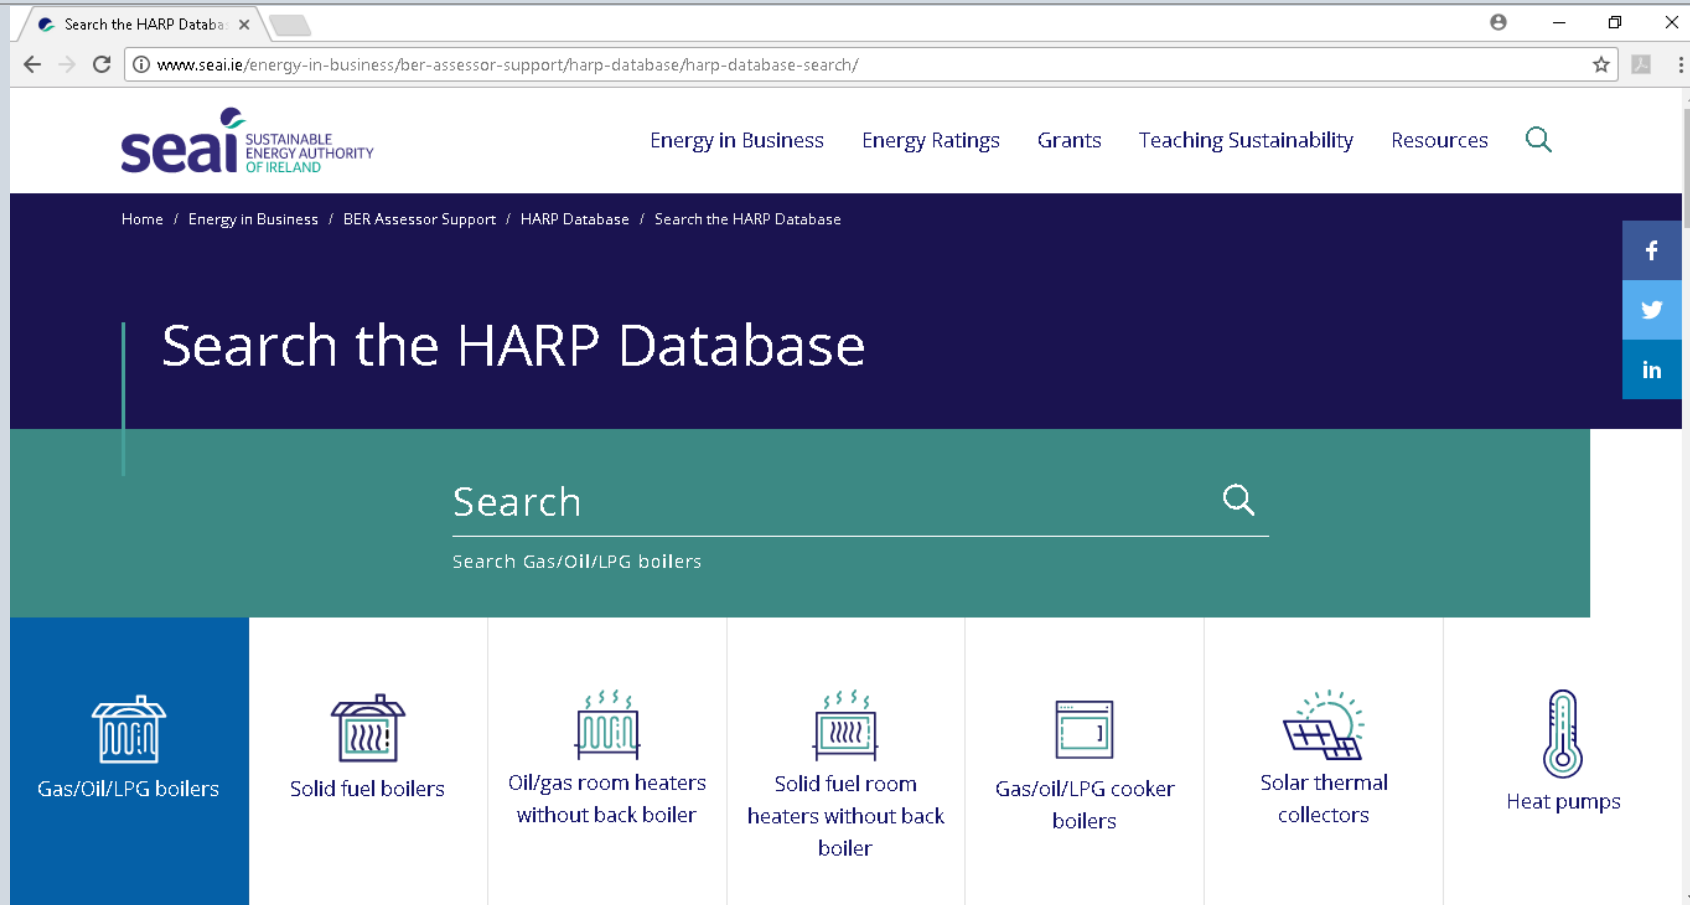 Search the HARP Databa
www.seai.ie/energy-in-business/ber-assessor-support/harp-database/harp-database-search/
seai SUSTAINABLE
ENERGY AUTHORITY
OF IRELAND
Energy in Business Energy Ratings Grants Teaching Sustainability Resources
Home / Energy in Business / BER Assessor Support / HARP Database / Search the HARP Database
f
Search the HARP Database
in
Search
Search Gas/Oil/LPG boilers
Gas/Oil/LPG boilers
Solid fuel boilers
Oil/gas room heaters
without back boiler
Solid fuel room
heaters without back
boiler
Gas/oil/LPG cooker
boilers
Solar thermal
collectors
Heat pumps